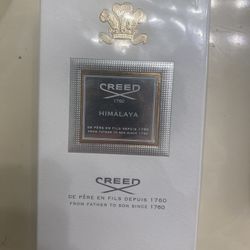 CREED
1760
HIMALAYA
DE PÈRE EN FILS DEPUIS 1760
FROM FATHER TO SON SINCE 1760
CREED
DE PÈRE EN FILS DEPUIS 1760
FROM FATHER TO SON SINCE 1760